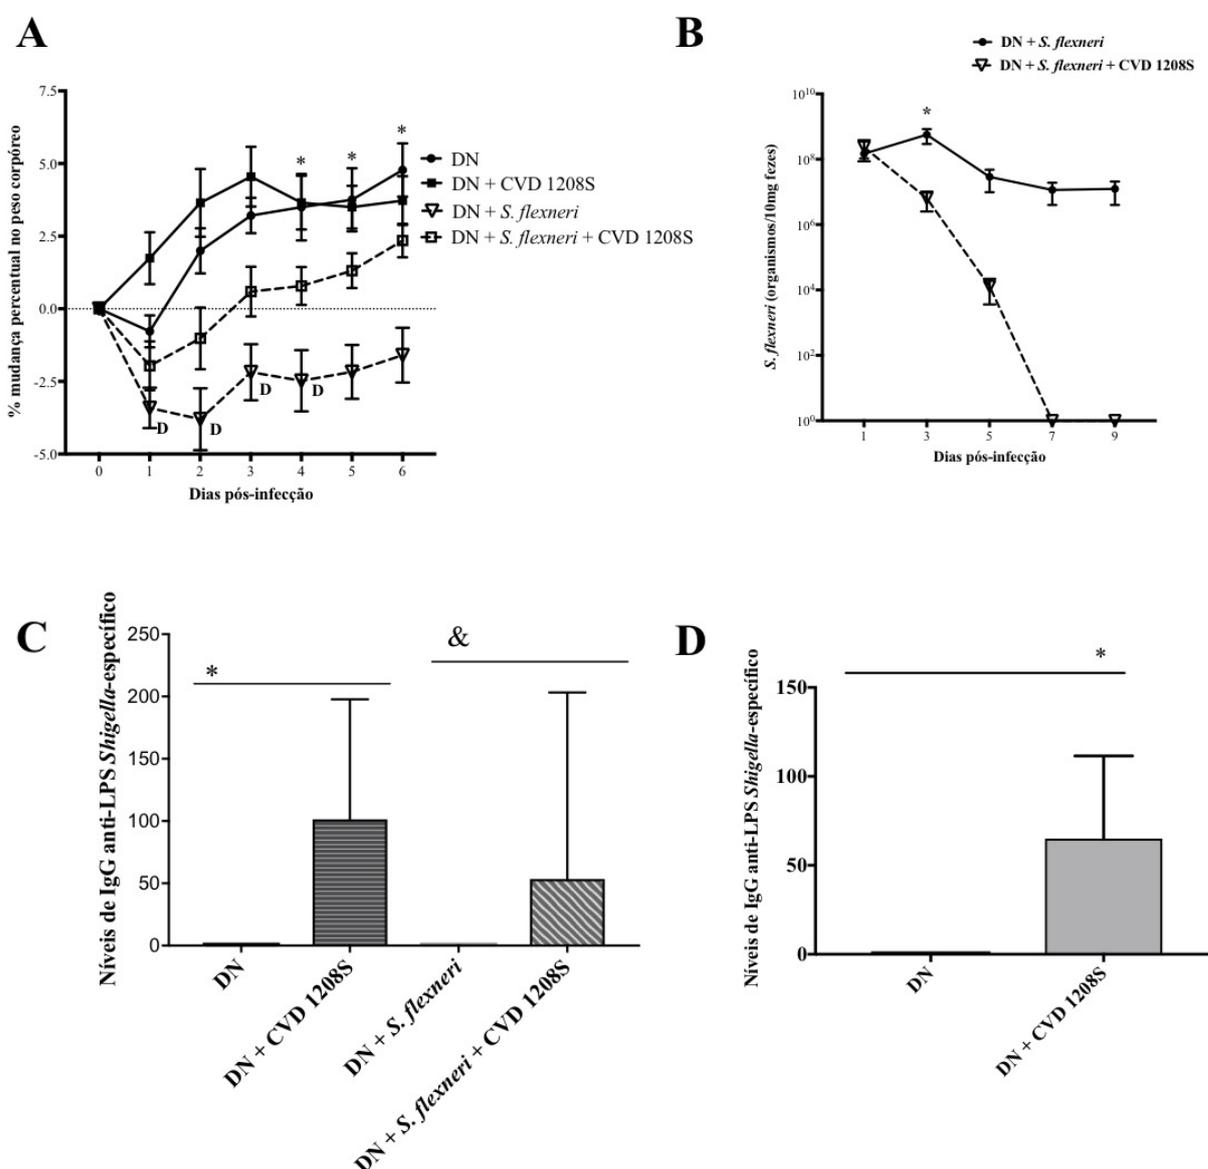 A
% mudança percentual no peso corpóreo
7.5
5.0
2.5
0.0
-2.5
-5.0
* * *
D D D D
0 1 2 3 4 5 6
Dias pós-infecção
DN
DN + CVD 1208S
DN + S. flexneri
DN + S. flexneri + CVD 1208S
B
DN + S. flexneri
DN + S. flexneri + CVD 1208S
S. flexneri (organismos/10mg fezes)
10¹⁰
10⁸
10⁶
10⁴
10²
10⁰
*
1 3 5 7 9
Dias pós-infecção
C
Níveis de IgG anti-LPS Shigella-específico
250
200
150
100
50
0
*
&
DN
DN + CVD 1208S
DN + S. flexneri
DN + S. flexneri + CVD 1208S
D
Níveis de IgG anti-LPS Shigella-específico
150
100
50
0
*
DN
DN + CVD 1208S